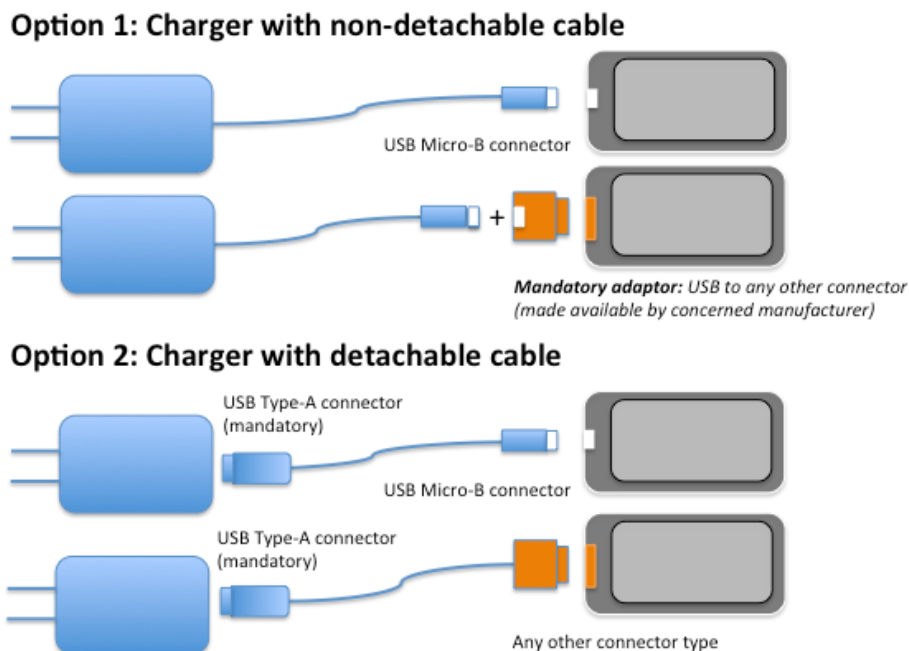 Option 1: Charger with non-detachable cable
USB Micro-B connector
+
Mandatory adaptor: USB to any other connector
(made available by concerned manufacturer)
Option 2: Charger with detachable cable
USB Type-A connector
(mandatory)
USB Micro-B connector
USB Type-A connector
(mandatory)
Any other connector type